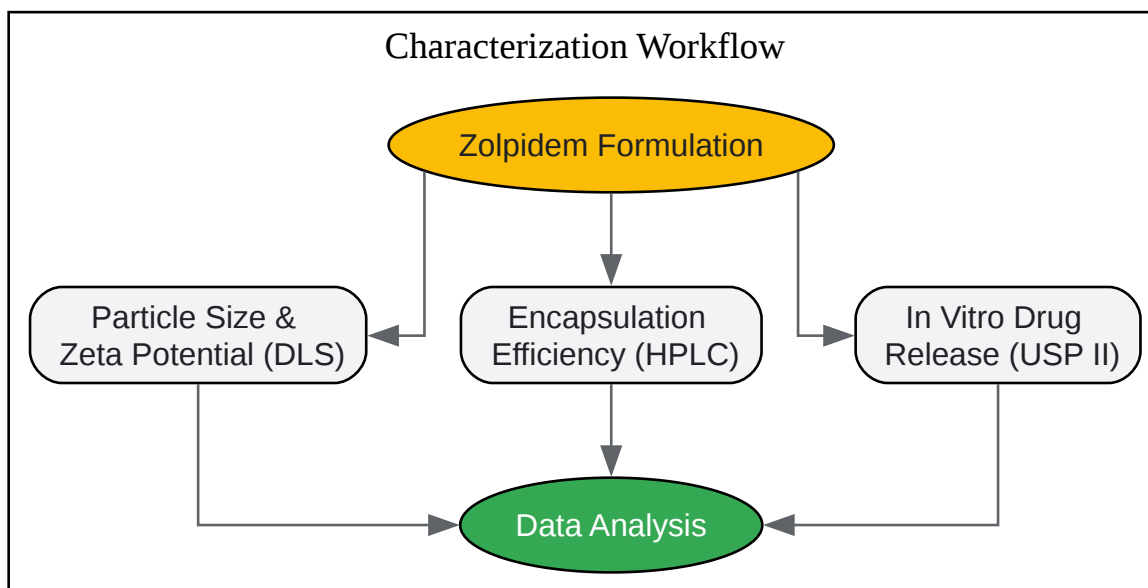 Characterization Workflow
Zolpidem Formulation
Particle Size &
Zeta Potential (DLS)
Encapsulation
Efficiency (HPLC)
In Vitro Drug
Release (USP II)
Data Analysis